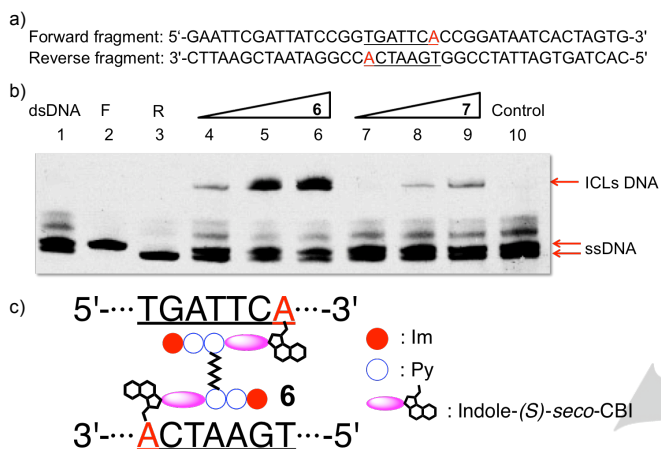 a)
Forward fragment: 5‘-GAATTCGATTATCCGGTGATTCACCGGATAATCACTAGTG-3'
Reverse fragment: 3'-CTTAAGCTAATAGGCCACTAAGTGGCCTATTAGTGATCAC-5'
b)
dsDNA F R 6 7 Control
1 2 3 4 5 6 7 8 9 10
ICLs DNA
ssDNA
c)
5'-···TGATTCA···-3'
: Im
: Py
6
: Indole-(S)-seco-CBI
3'-···ACTAAGT···-5'